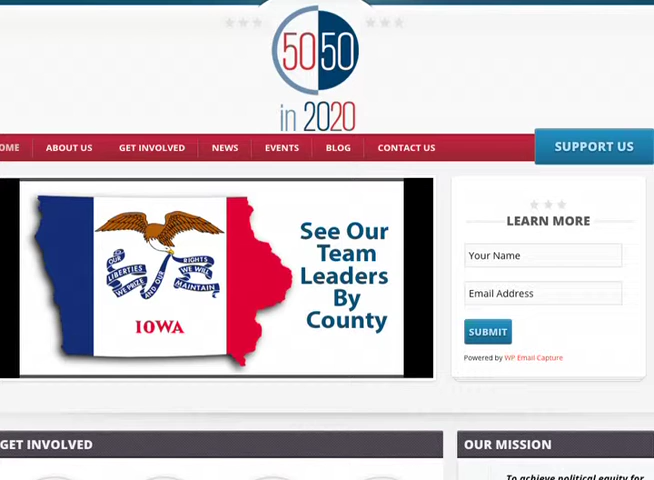 5050
in 2020
OME
ABOUT US
GET INVOLVED
NEWS
EVENTS
BLOG
CONTACT US
SUPPORT US
OUR LIBERTIES WE PRIZE AND OUR RIGHTS WE WILL MAINTAIN
IOWA
See Our
Team
Leaders
By
County
LEARN MORE
Your Name
Email Address
SUBMIT
Powered by WP Email Capture
GET INVOLVED
OUR MISSION
To achieve political equity for